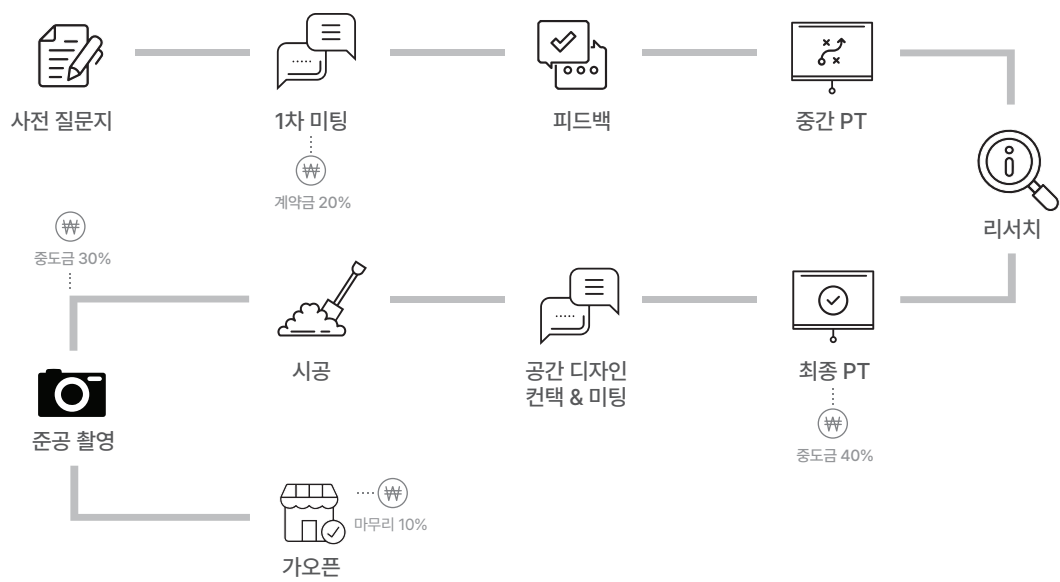 사전 질문지
1차 미팅
₩
계약금 20%
피드백
중간 PT
리서치
최종 PT
₩
중도금 40%
공간 디자인
컨택 & 미팅
시공
₩
중도금 30%
준공 촬영
가오픈
₩
마무리 10%